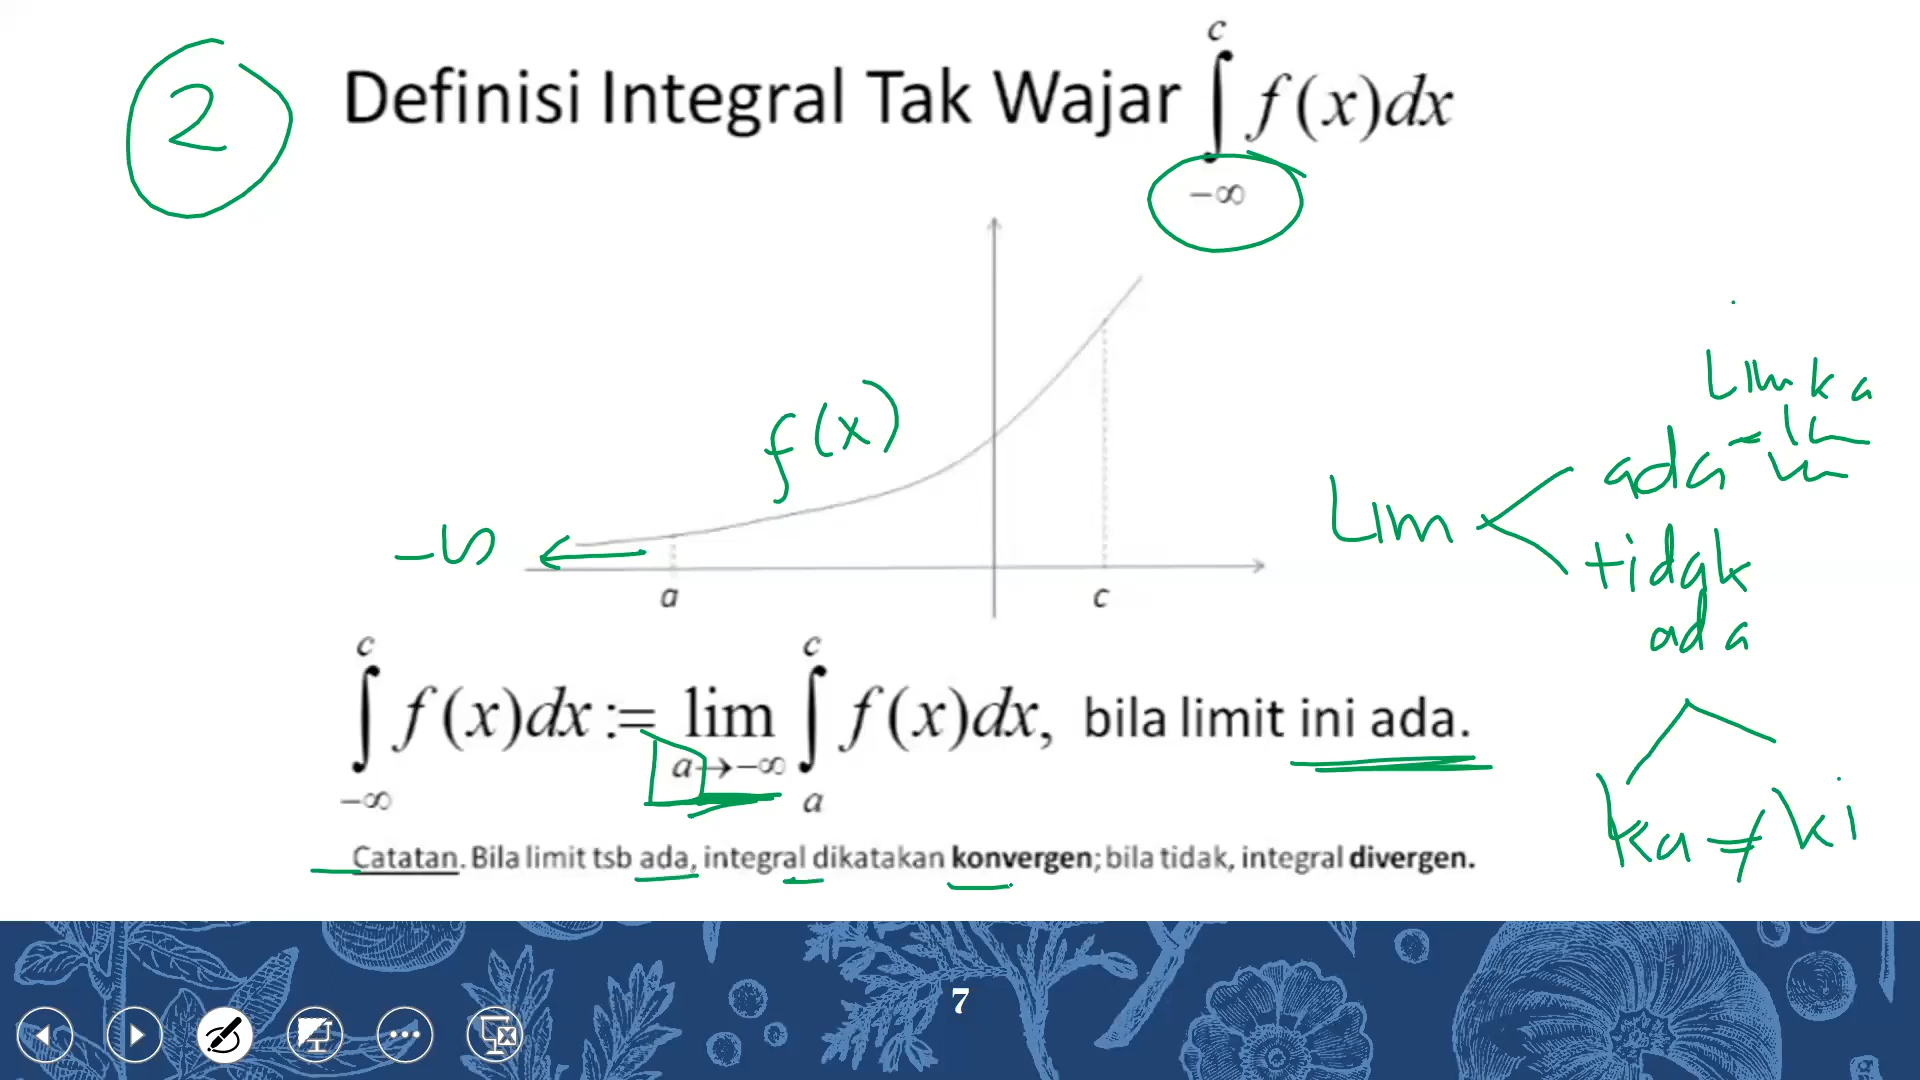 2
Definisi Integral Tak Wajar ∫_{-∞}^{c} f(x)dx
f(x)
-∞
a
c
Lim
ada
Lim ka
tidak
ada
ka ≠ ki
∫_{-∞}^{c} f(x)dx := lim_{a→-∞} ∫_{a}^{c} f(x)dx, bila limit ini ada.
Catatan. Bila limit tsb ada, integral dikatakan konvergen; bila tidak, integral divergen.
7